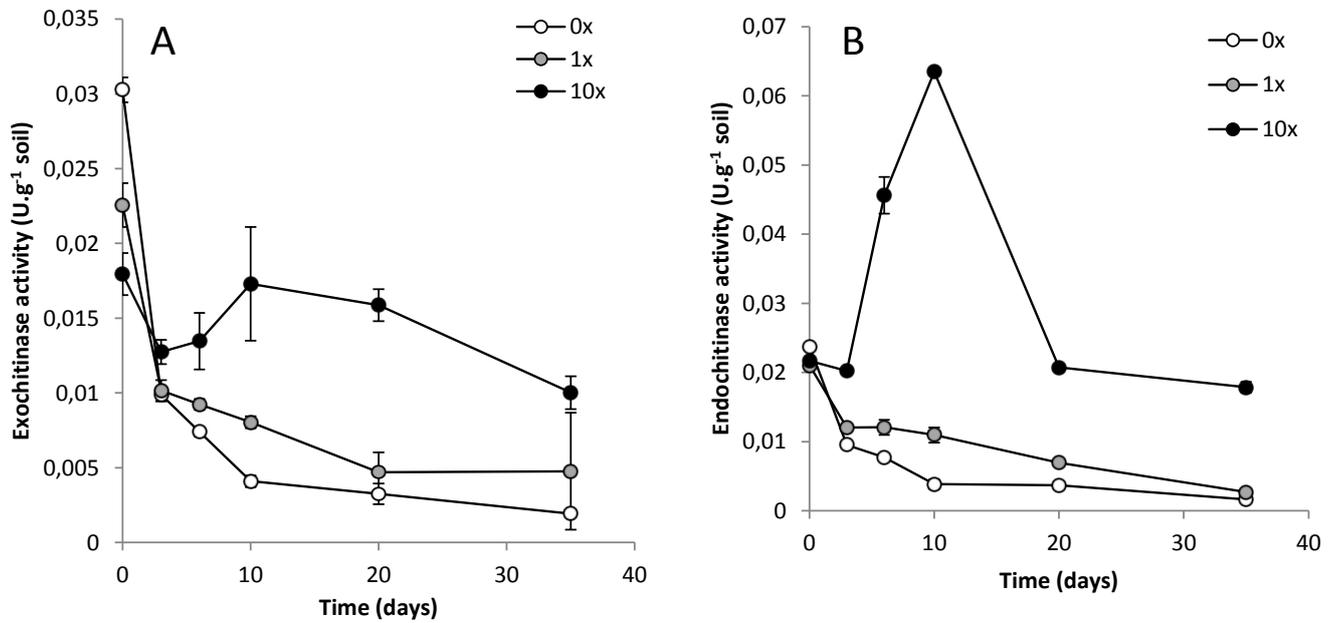 A
0x
1x
10x
0,035
0,03
0,025
0,02
0,015
0,01
0,005
0
0
10
20
30
40
Time (days)
Exochitinase activity (U.g⁻¹ soil)
B
0x
1x
10x
0,07
0,06
0,05
0,04
0,03
0,02
0,01
0
0
10
20
30
40
Time (days)
Endochitinase activity (U.g⁻¹ soil)